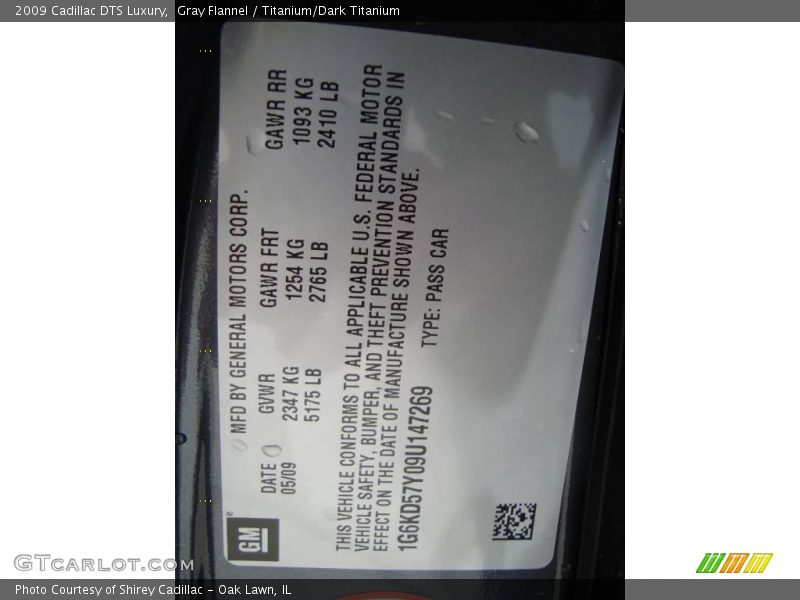 2009 Cadillac DTS Luxury, Gray Flannel / Titanium/Dark Titanium
MFD BY GENERAL MOTORS CORP.
DATE GVWR GAWR FRT GAWR RR
05/09 2347 KG 1254 KG 1093 KG
5175 LB 2765 LB 2410 LB
THIS VEHICLE CONFORMS TO ALL APPLICABLE U.S. FEDERAL MOTOR
VEHICLE SAFETY, BUMPER, AND THEFT PREVENTION STANDARDS IN
EFFECT ON THE DATE OF MANUFACTURE SHOWN ABOVE.
1G6KD57Y09U147269 TYPE: PASS CAR
GM
GTCarlot.com
Photo Courtesy of Shirey Cadillac - Oak Lawn, IL